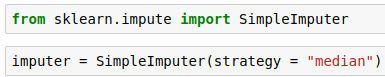 from sklearn.impute import SimpleImputer
imputer = SimpleImputer(strategy = "median")